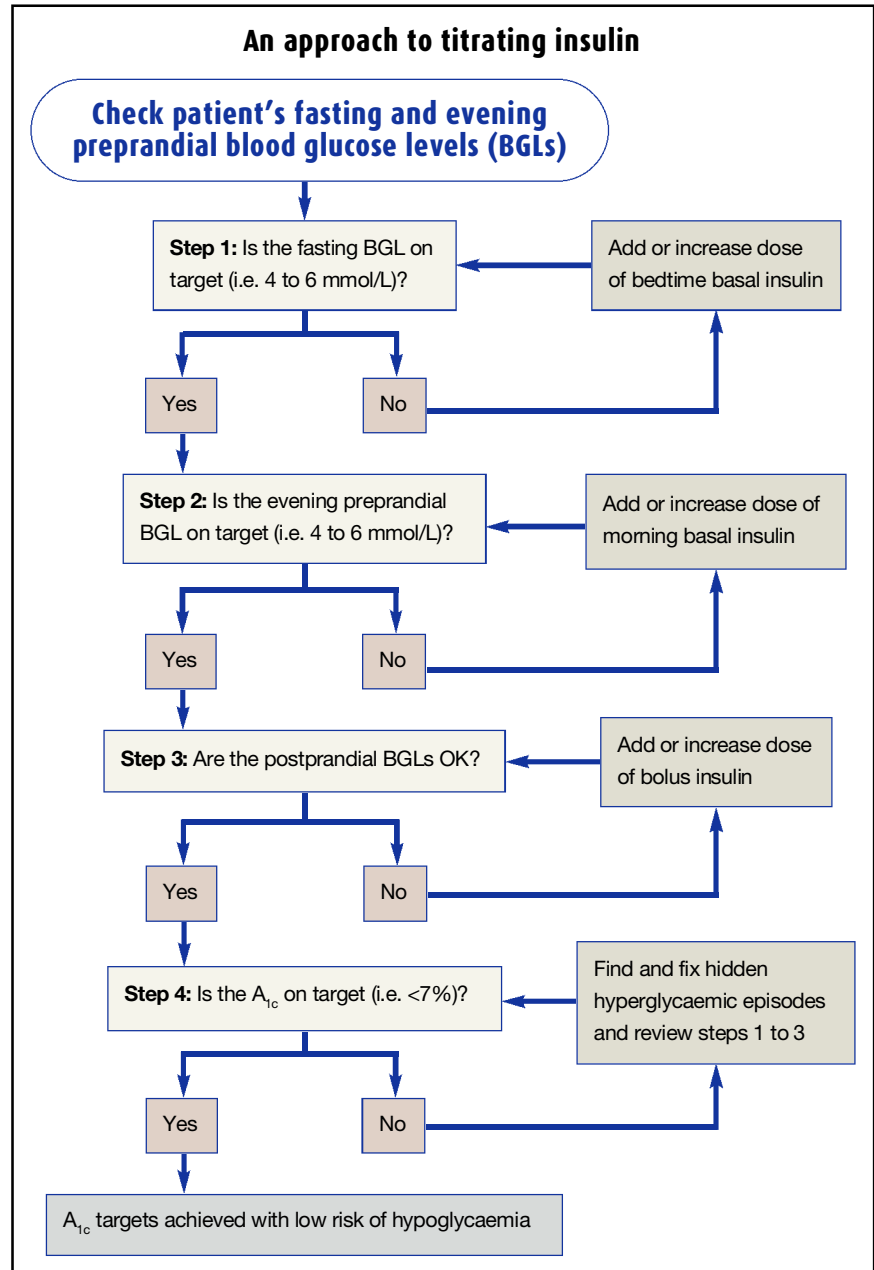 An approach to titrating insulin
Check patient's fasting and evening
preprandial blood glucose levels (BGLs)
Step 1: Is the fasting BGL on
target (i.e. 4 to 6 mmol/L)?
Add or increase dose
of bedtime basal insulin
Yes
No
Step 2: Is the evening preprandial
BGL on target (i.e. 4 to 6 mmol/L)?
Add or increase dose of
morning basal insulin
Yes
No
Step 3: Are the postprandial BGLs OK?
Add or increase dose
of bolus insulin
Yes
No
Step 4: Is the A1c on target (i.e. <7%)?
Find and fix hidden
hyperglycaemic episodes
and review steps 1 to 3
Yes
No
A1c targets achieved with low risk of hypoglycaemia